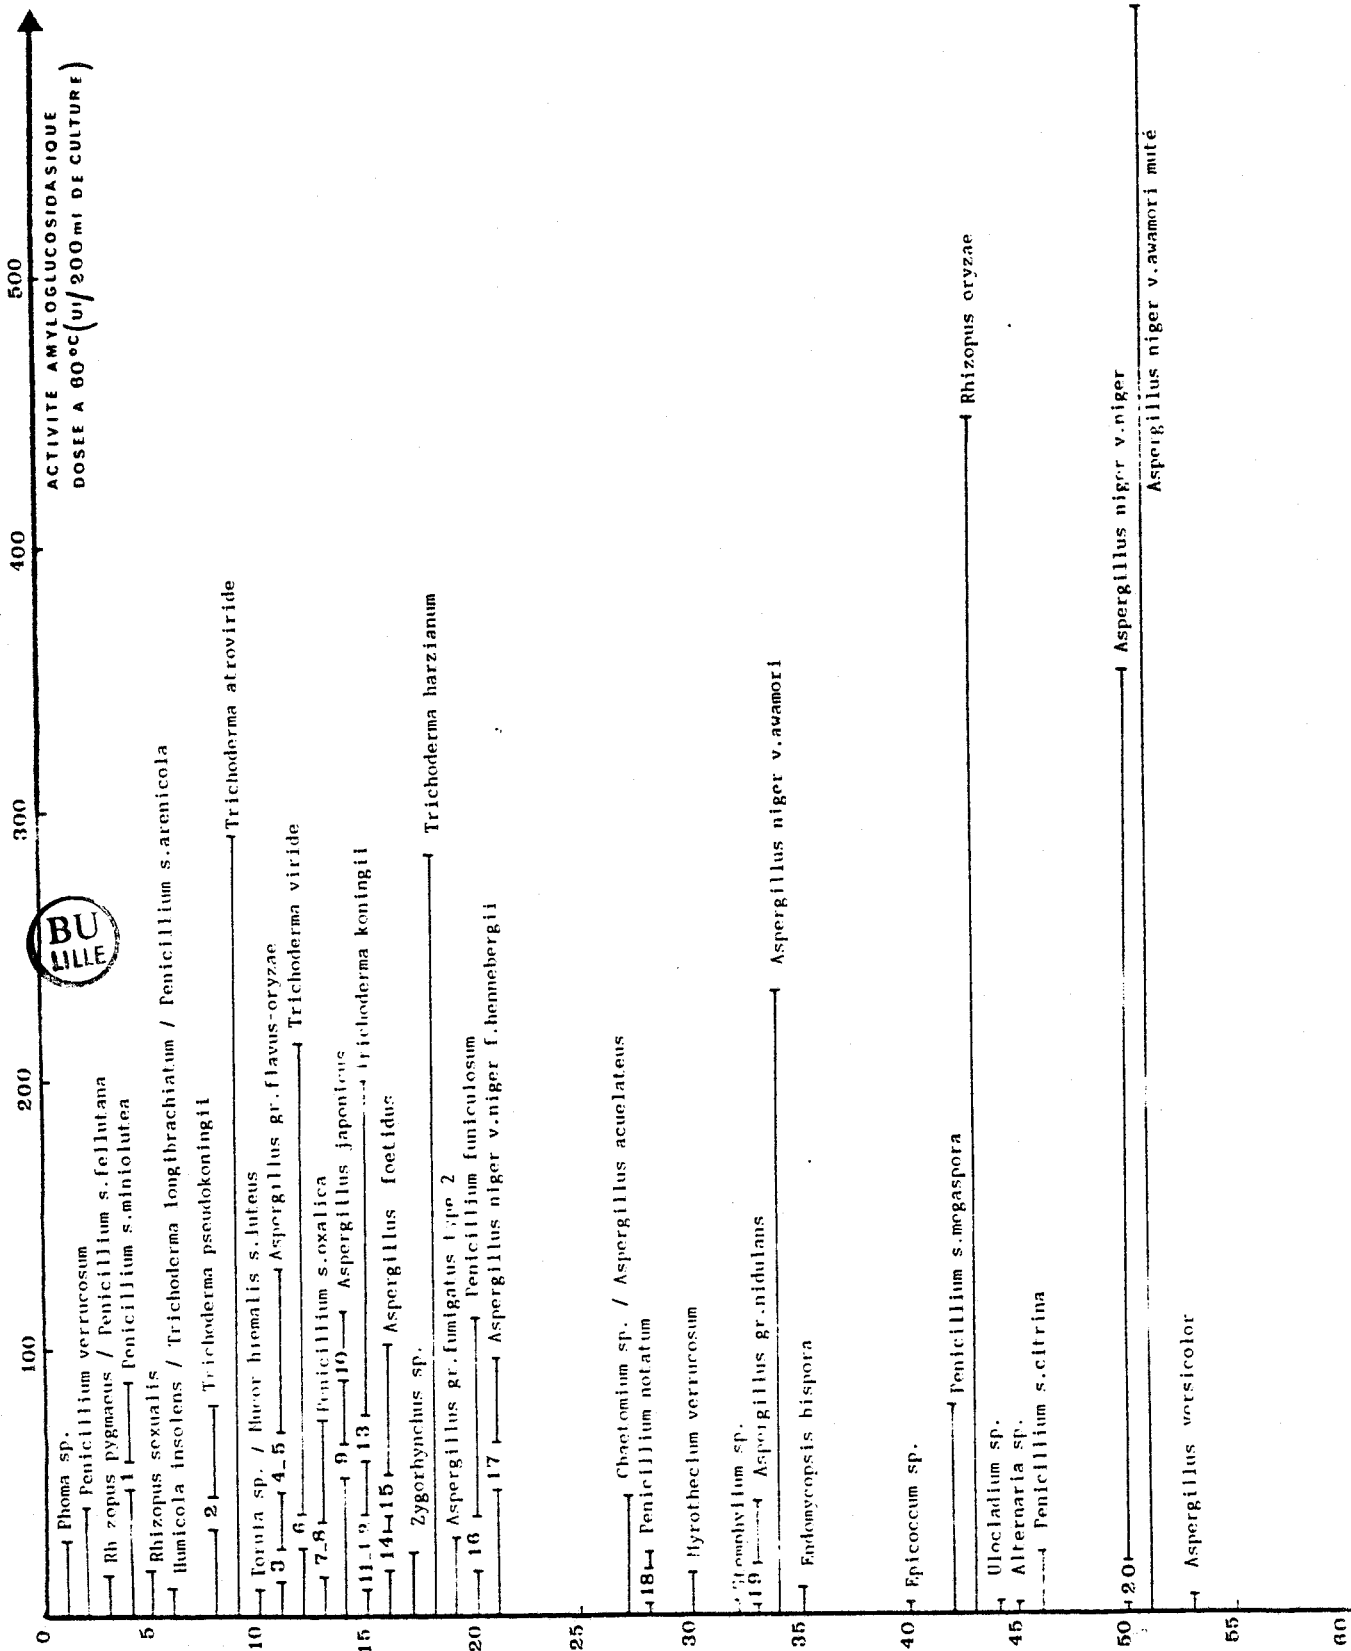 ACTIVITE AMYLOGLUCOSIDASIQUE
DOSEE A 60°C (UI/200 ml DE CULTURE)
500
400
300
200
100
BU
LILLE
Phoma sp.
Penicillium verrucosum
Rh zopus pygmaeus / Penicillium s.fellutana
1
Penicillium s.miniolutea
Rhizopus sexualis
Humicola insolens / Trichoderma longibrachiatum / Penicillium s.arenicola
2
Trichoderma pseudokoningii
Trichoderma atroviride
Torula sp. / Mucor hiemalis s.luteus
3
4_5
Aspergillus gr.flavus-oryzae
6
Trichoderma viride
7_8
Penicillium s.oxalica
9
10
Aspergillus japonicus
11_12
13
Trichoderma koningii
14
15
Aspergillus foetidus
Zygorhynchus sp.
Trichoderma harzianum
Aspergillus gr.fumigatus type 2
16
Penicillium funiculosum
17
Aspergillus niger v.niger f.hennebergii
Chaetomium sp. / Aspergillus acuelateus
18
Penicillium notatum
Myrothecium verrucosum
Stemphylium sp.
19
Aspergillus gr.nidulans
Aspergillus niger v.awamori
Endomycopsis bispora
Epicoccum sp.
Penicillium s.megaspora
Rhizopus oryzae
Ulocladium sp.
Alternaria sp.
Penicillium s.citrina
20
Aspergillus niger v.niger
Aspergillus niger v.awamori muté
Aspergillus versicolor
0
5
10
15
20
25
30
35
40
45
50
55
60